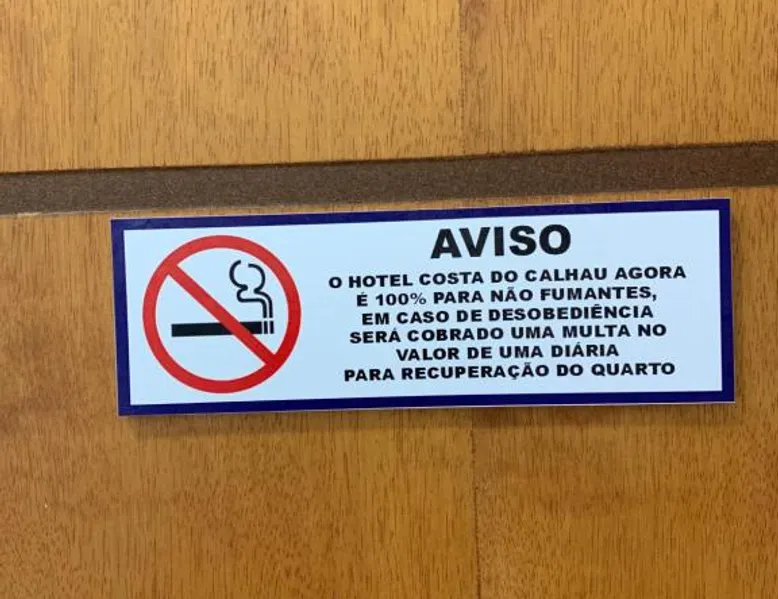 AVISO
O HOTEL COSTA DO CALHAU AGORA
É 100% PARA NÃO FUMANTES,
EM CASO DE DESOBEDIÊNCIA
SERÁ COBRADO UMA MULTA NO
VALOR DE UMA DIÁRIA
PARA RECUPERAÇÃO DO QUARTO